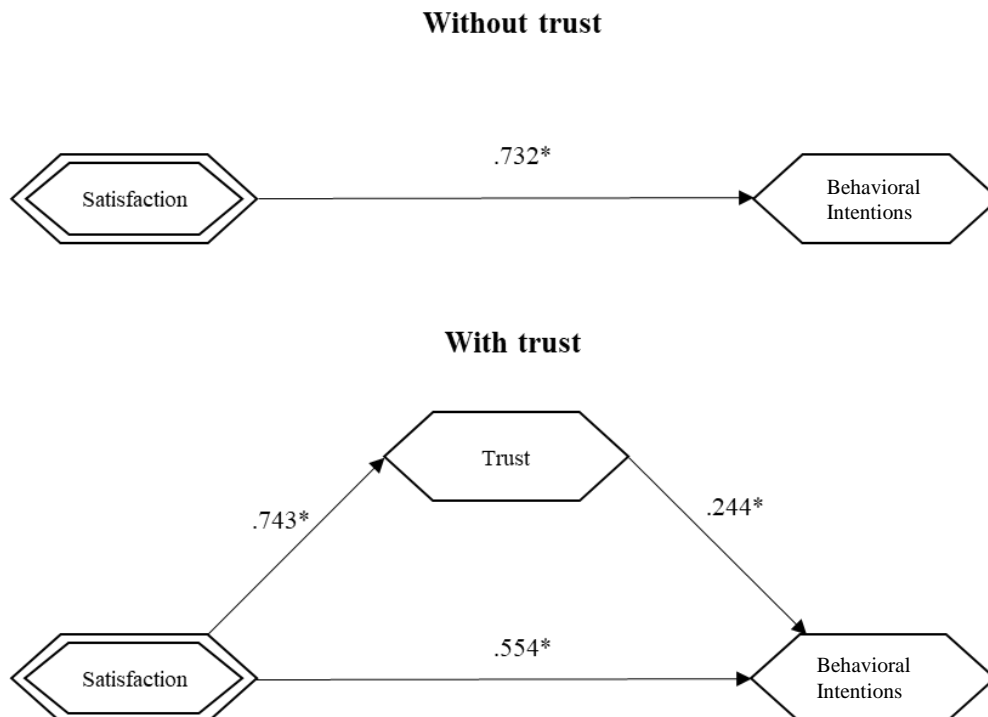 Without trust
.732*
Satisfaction
Behavioral
Intentions
With trust
Trust
.743*
.244*
.554*
Satisfaction
Behavioral
Intentions